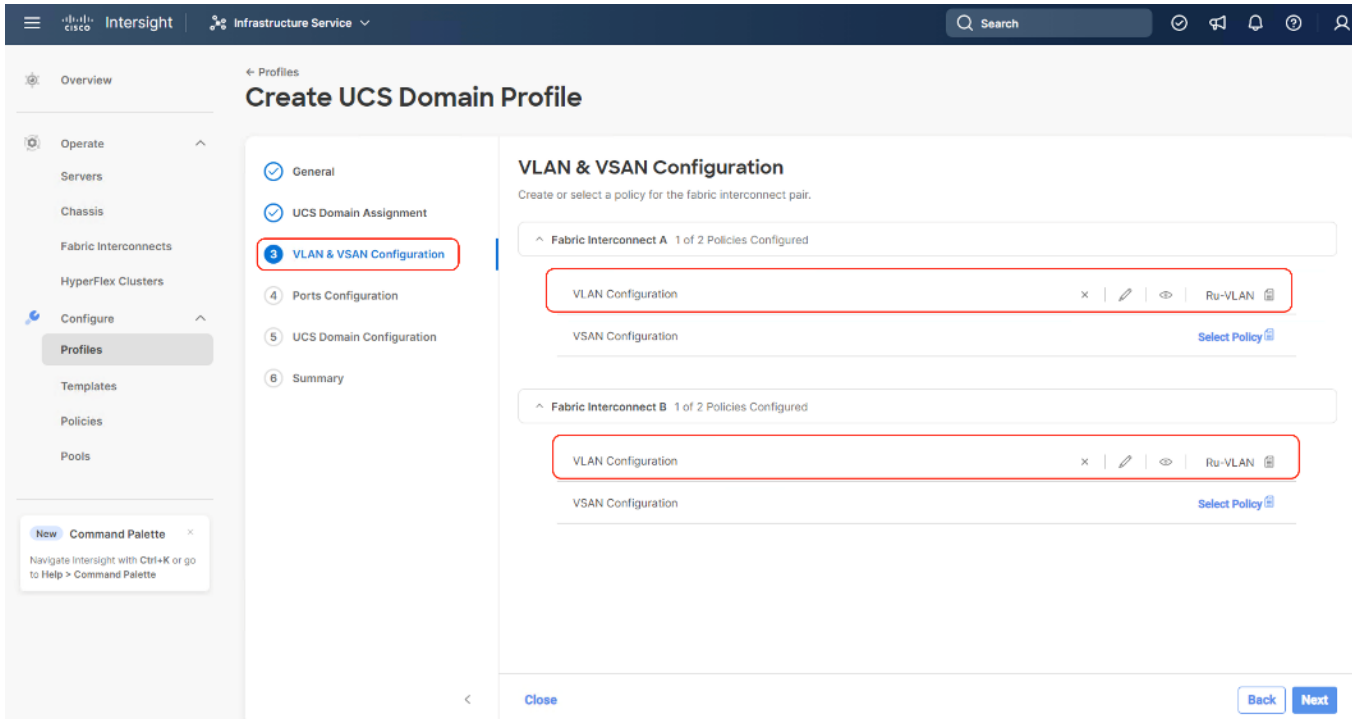 cisco Intersight
Infrastructure Service
Search
Overview
Operate
Servers
Chassis
Fabric Interconnects
HyperFlex Clusters
Configure
Profiles
Templates
Policies
Pools
New Command Palette ×
Navigate Intersight with Ctrl+K or go
to Help > Command Palette
← Profiles
Create UCS Domain Profile
General
UCS Domain Assignment
3 VLAN & VSAN Configuration
4 Ports Configuration
5 UCS Domain Configuration
6 Summary
VLAN & VSAN Configuration
Create or select a policy for the fabric interconnect pair.
Fabric Interconnect A 1 of 2 Policies Configured
VLAN Configuration × Ru-VLAN
VSAN Configuration Select Policy
Fabric Interconnect B 1 of 2 Policies Configured
VLAN Configuration × Ru-VLAN
VSAN Configuration Select Policy
Close Back Next